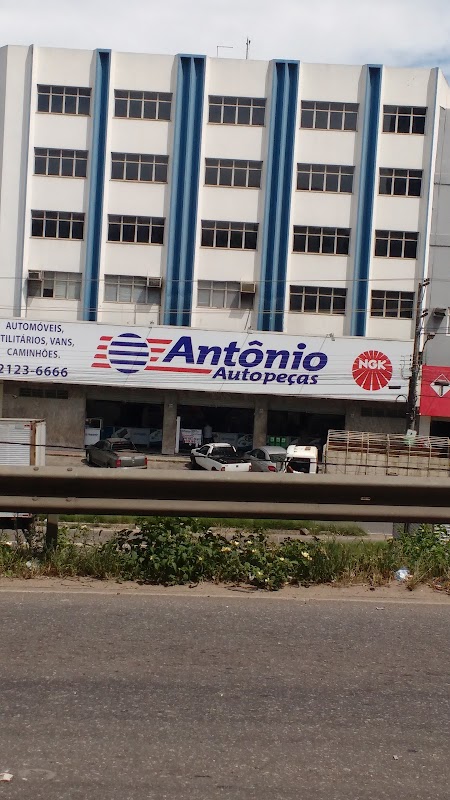 AUTOMÓVEIS,
TILITÁRIOS, VANS,
CAMINHÕES.
2123-6666
Antônio
Autopeças
NGK